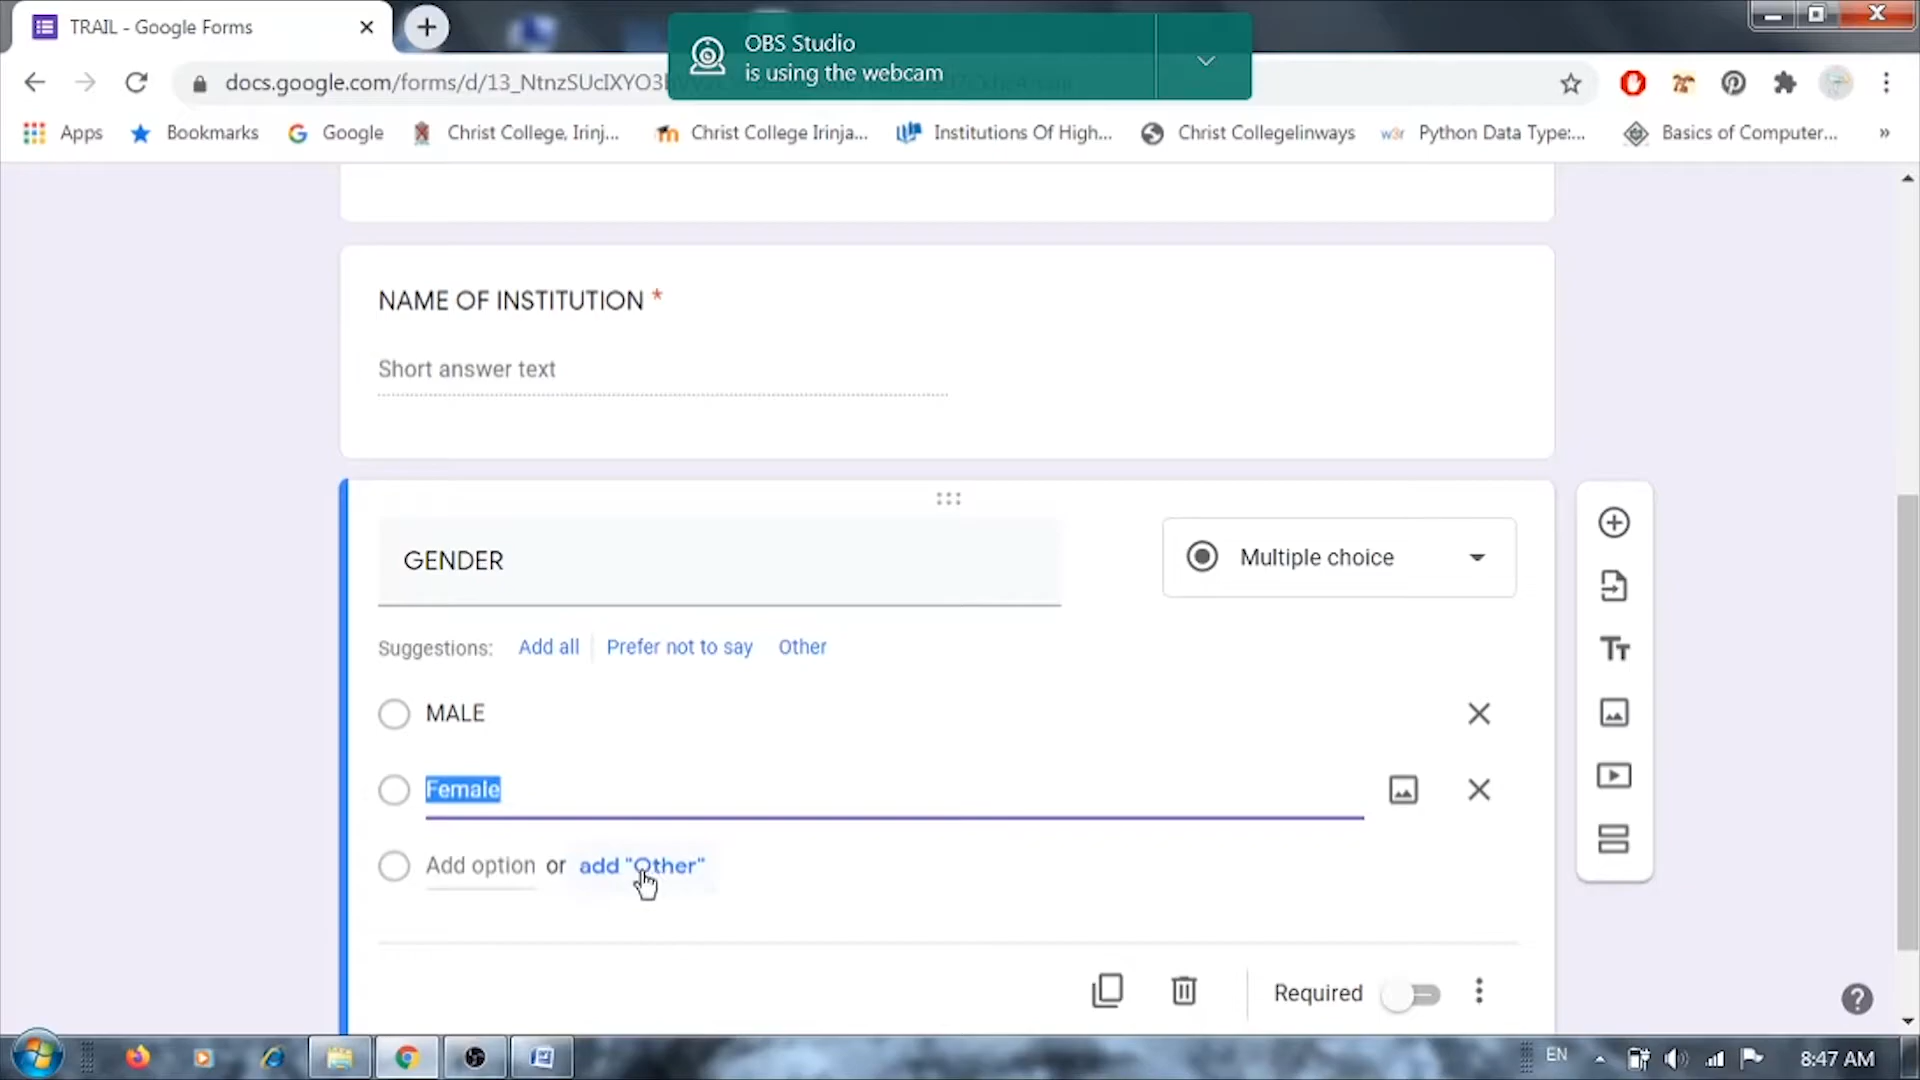 TRAIL - Google Forms
OBS Studio
is using the webcam
docs.google.com/forms/d/13_NtnzSUcIXYO3
Apps
Bookmarks
Google
Christ College, Irinj...
Christ College Irinja...
Institutions Of High...
Christ Collegelinways
Python Data Type:...
Basics of Computer...
»
NAME OF INSTITUTION *
Short answer text
GENDER
Multiple choice
Suggestions: Add all Prefer not to say Other
MALE
Female
Add option or add "Other"
Required
EN
8:47 AM